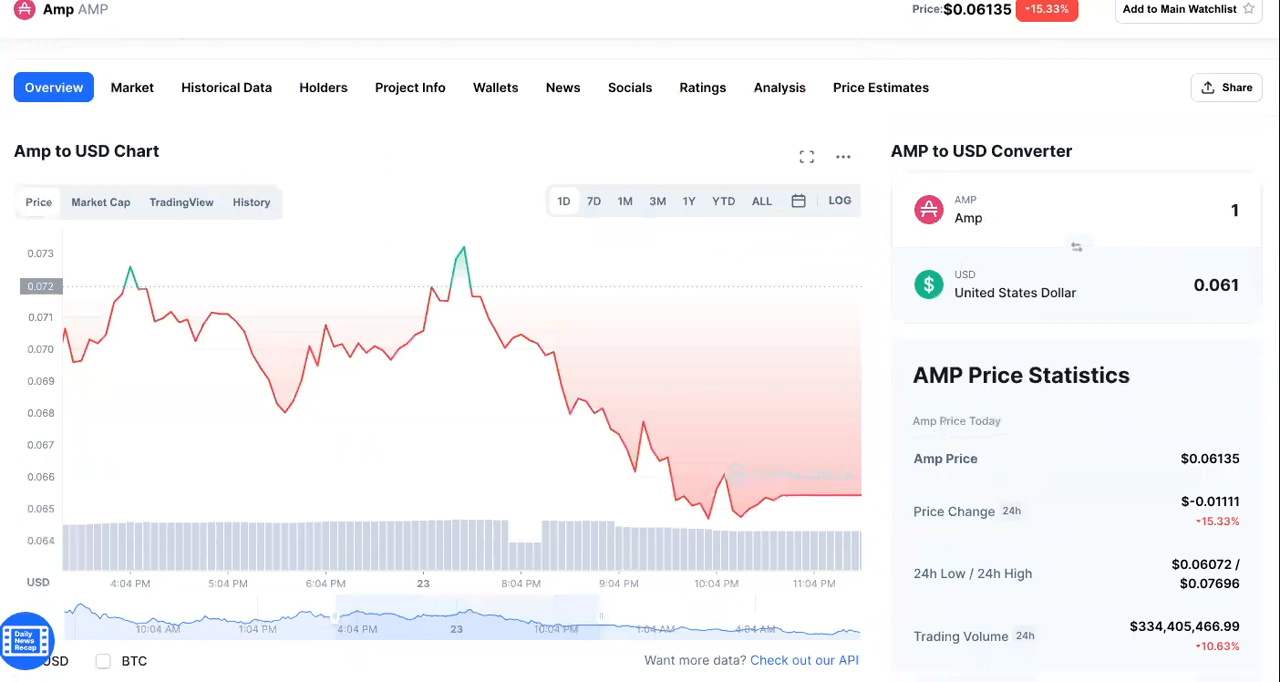 Amp AMP
Price:$0.06135 -15.33% Add to Main Watchlist
Overview Market Historical Data Holders Project Info Wallets News Socials Ratings Analysis Price Estimates Share
Amp to USD Chart
AMP to USD Converter
Price Market Cap TradingView History
1D 7D 1M 3M 1Y YTD ALL LOG
AMP
Amp
1
USD
United States Dollar
0.061
0.073
0.072
0.071
0.070
0.069
0.068
0.067
0.066
0.065
0.064
USD
4:04 PM 5:04 PM 6:04 PM 23 8:04 PM 9:04 PM 10:04 PM 11:04 PM
10:04 AM 1:04 PM 4:04 PM 23 10:04 PM 1:04 AM 4:04 AM
Daily
News
Recap
USD BTC
Want more data? Check out our API
AMP Price Statistics
Amp Price Today
Amp Price $0.06135
Price Change 24h $-0.01111
15.33%
24h Low / 24h High $0.06072 /
$0.07696
Trading Volume 24h $334,405,466.99
10.63%